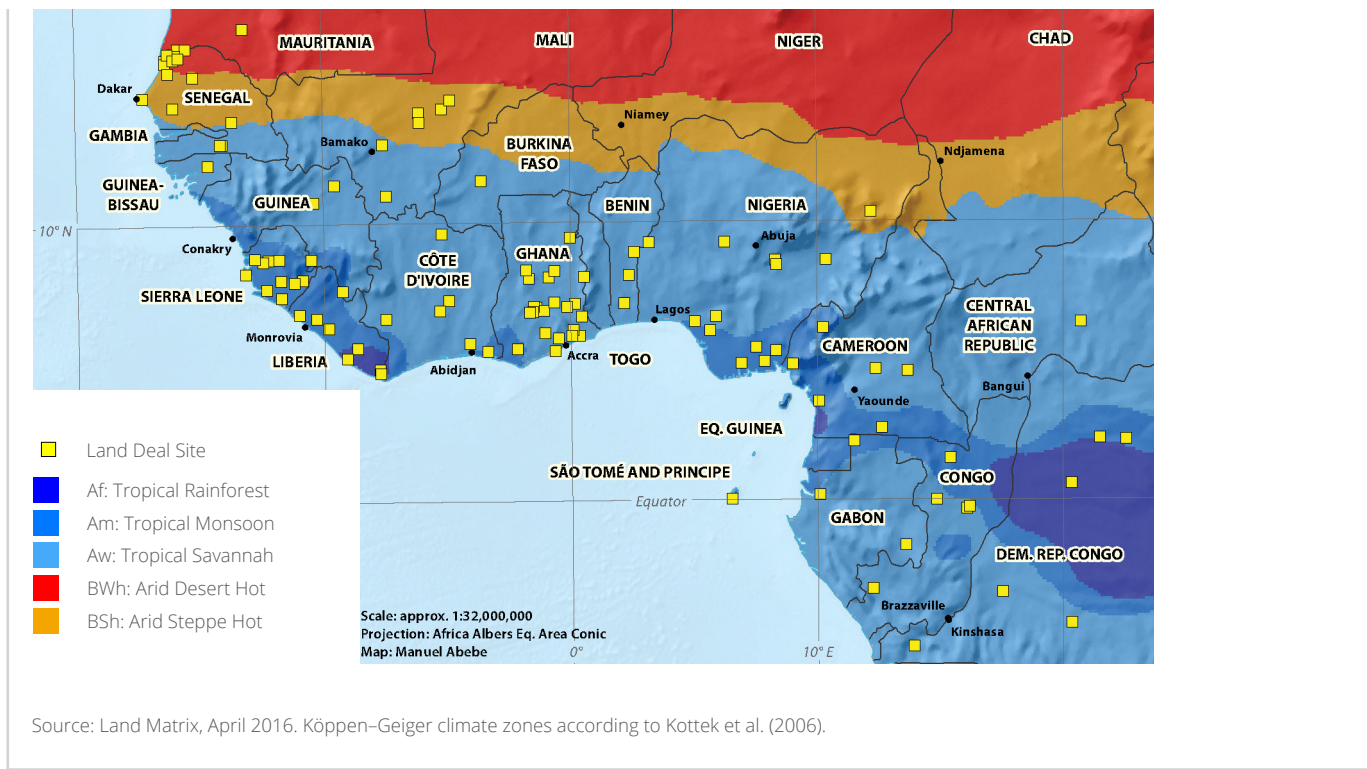 MAURITANIA
MALI
NIGER
CHAD
Dakar
SENEGAL
GAMBIA
Bamako
Niamey
BURKINA
FASO
Ndjamena
GUINEA-
BISSAU
GUINEA
BENIN
NIGERIA
10° N
Conakry
Abuja
CÔTE
D'IVOIRE
GHANA
SIERRA LEONE
Lagos
CENTRAL
AFRICAN
REPUBLIC
Monrovia
LIBERIA
Abidjan
Accra
TOGO
CAMEROON
Yaounde
Bangui
EQ. GUINEA
SÃO TOMÉ AND PRINCIPE
Equator
CONGO
GABON
DEM. REP. CONGO
Brazzaville
Kinshasa
Land Deal Site
Af: Tropical Rainforest
Am: Tropical Monsoon
Aw: Tropical Savannah
BWh: Arid Desert Hot
BSh: Arid Steppe Hot
Scale: approx. 1:32,000,000
Projection: Africa Albers Eq. Area Conic
Map: Manuel Abebe
0°
10° E
Source: Land Matrix, April 2016. Köppen–Geiger climate zones according to Kottek et al. (2006).